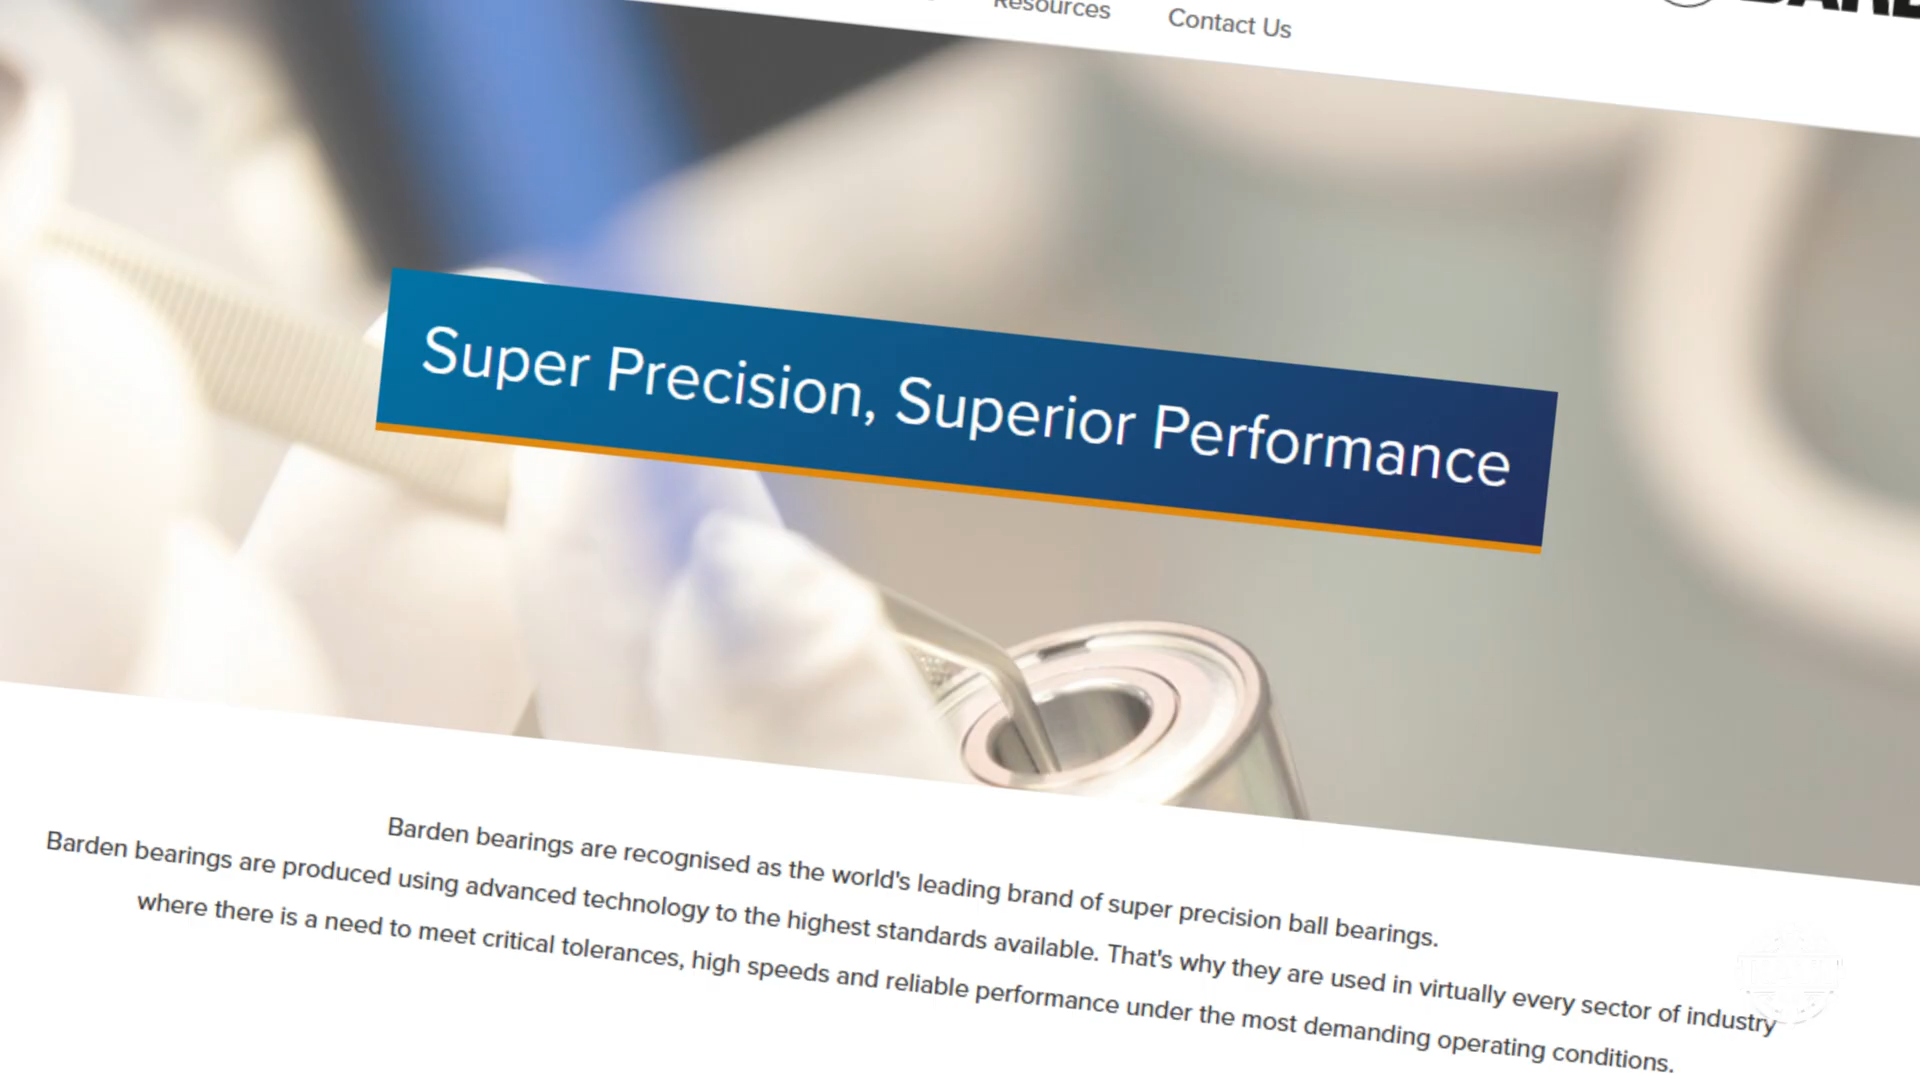 Resources Contact Us
Super Precision, Superior Performance
Barden bearings are recognised as the world's leading brand of super precision ball bearings.
Barden bearings are produced using advanced technology to the highest standards available. That's why they are used in virtually every sector of industry
where there is a need to meet critical tolerances, high speeds and reliable performance under the most demanding operating conditions.